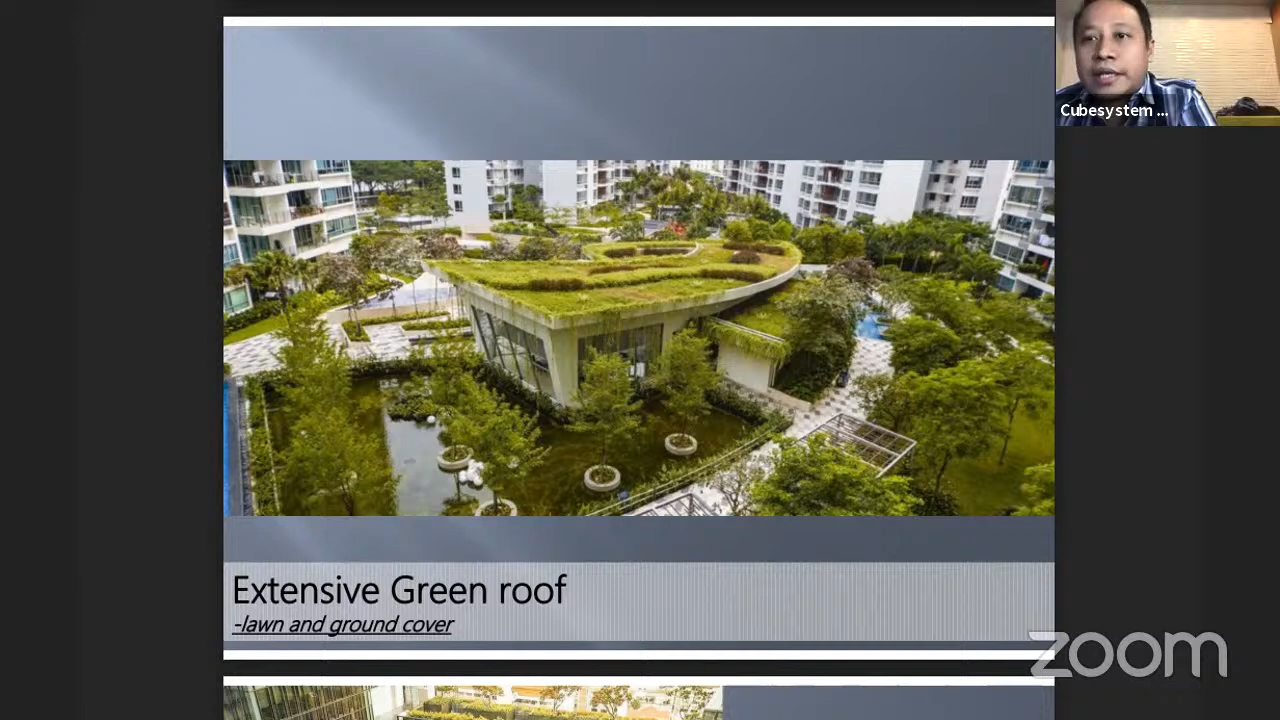 Cubesystem ...
Extensive Green roof
-lawn and ground cover
zoom